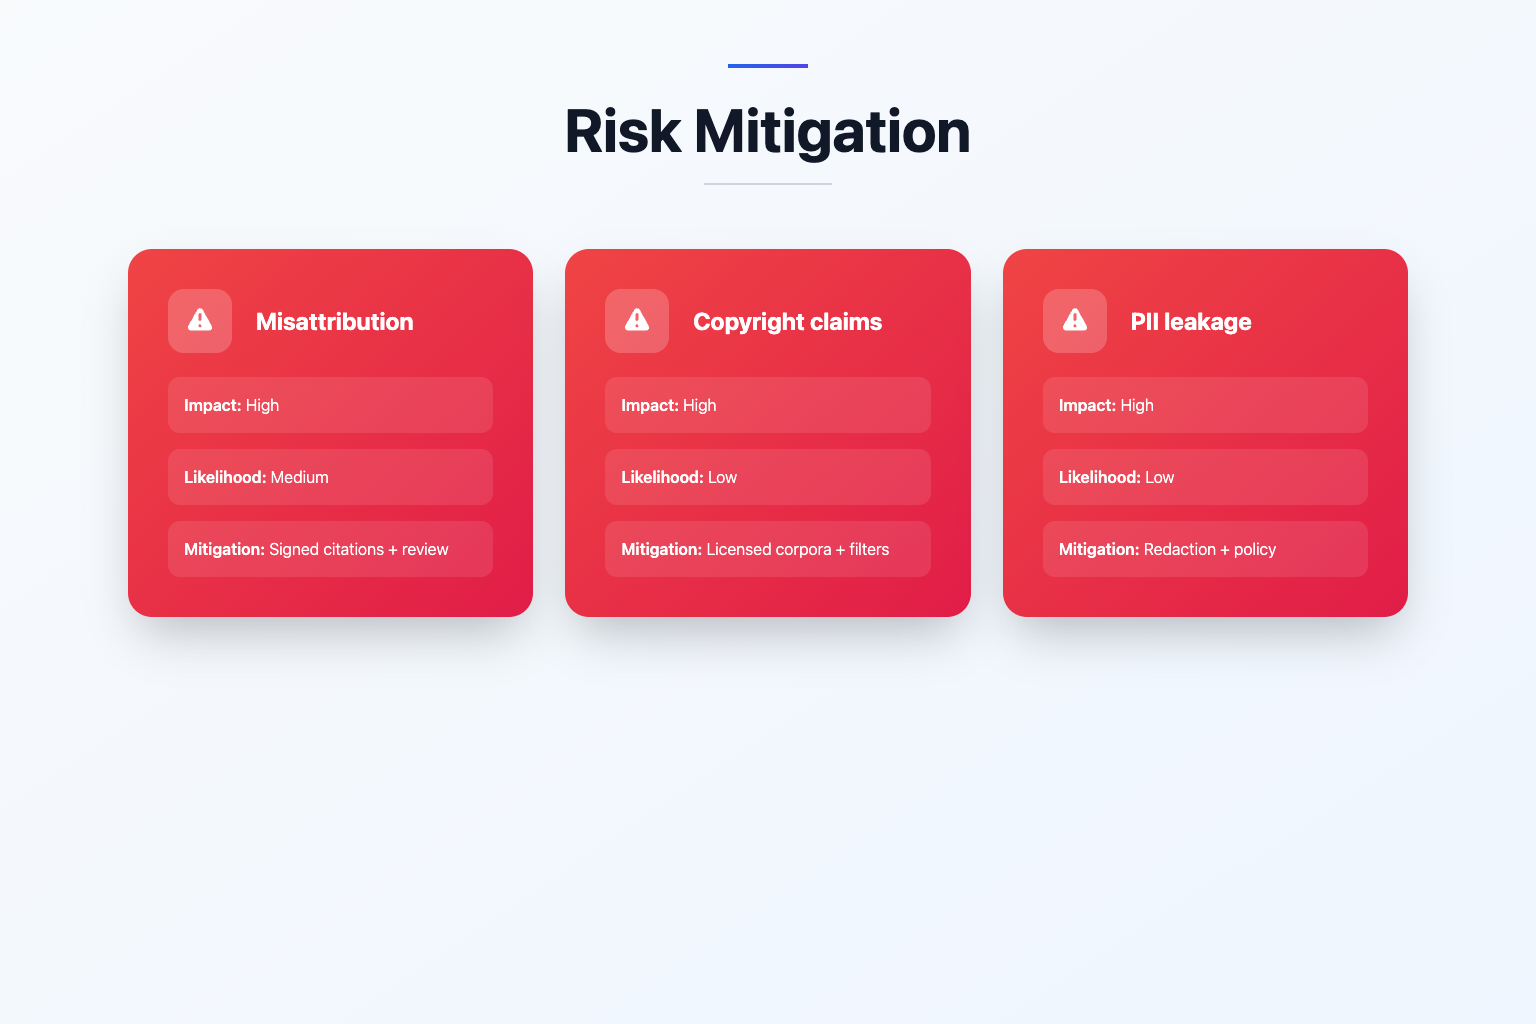 Risk Mitigation
Misattribution
Impact: High
Likelihood: Medium
Mitigation: Signed citations + review
Copyright claims
Impact: High
Likelihood: Low
Mitigation: Licensed corpora + filters
PII leakage
Impact: High
Likelihood: Low
Mitigation: Redaction + policy